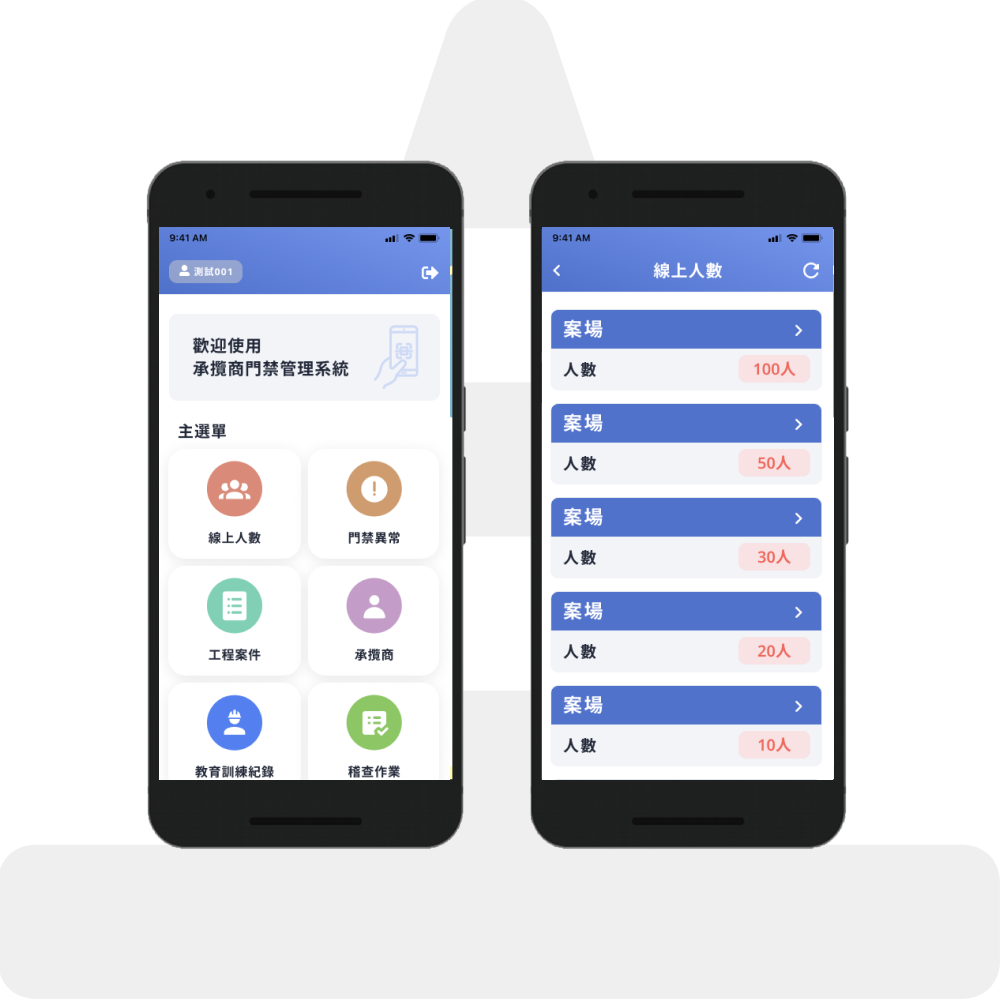 9:41 AM
測試001
歡迎使用
承攬商門禁管理系統
主選單
線上人數
門禁異常
工程案件
承攬商
教育訓練紀錄
稽查作業
9:41 AM
線上人數
案場
人數
100人
案場
人數
50人
案場
人數
30人
案場
人數
20人
案場
人數
10人